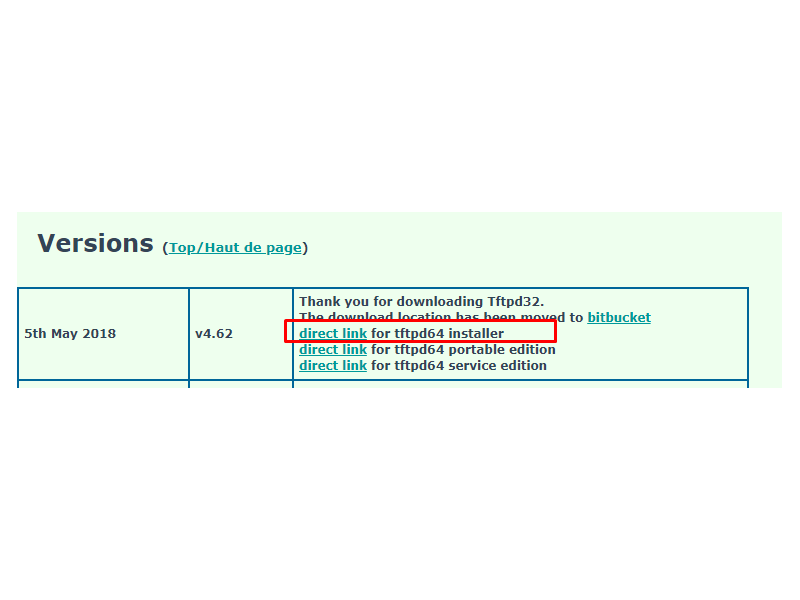 Versions (Top/Haut de page)
5th May 2018
v4.62
Thank you for downloading Tftpd32.
The download location has been moved to bitbucket
direct link for tftpd64 installer
direct link for tftpd64 portable edition
direct link for tftpd64 service edition